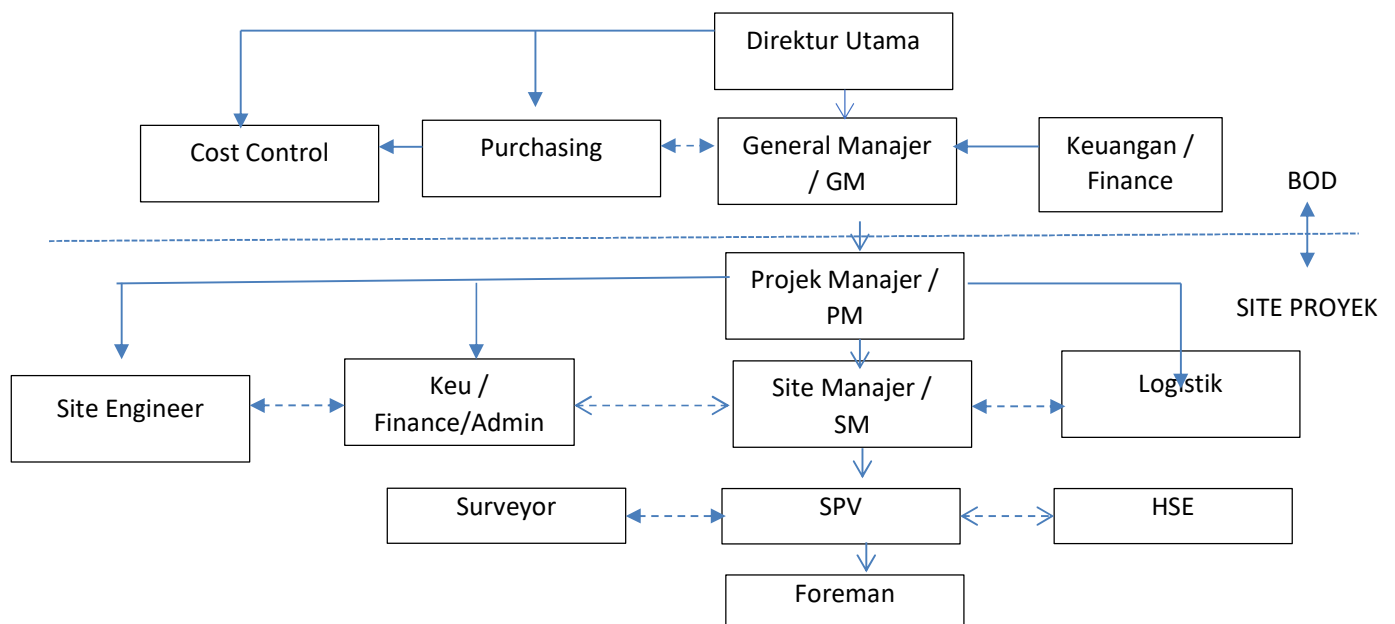 Direktur Utama
Cost Control
Purchasing
General Manajer
/ GM
Keuangan /
Finance
BOD
Projek Manajer /
PM
SITE PROYEK
Site Engineer
Keu /
Finance/Admin
Site Manajer /
SM
Logistik
Surveyor
SPV
HSE
Foreman